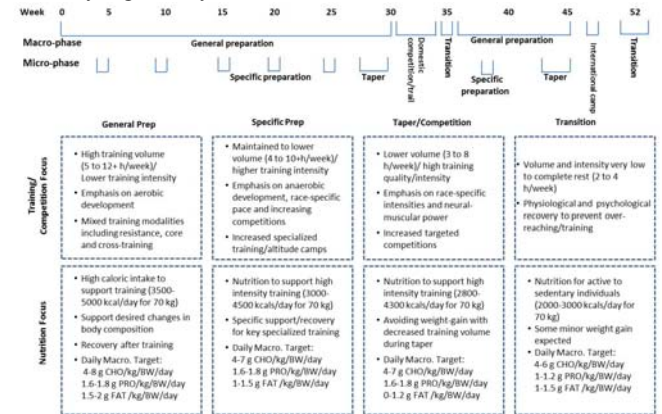 Week 0 5 10 15 20 25 30 35 40 45 52
Macro-phase
General preparation
Domestic
competition/trail
Transition
General preparation
International camp
Transition
Micro-phase
Specific preparation
Taper
Specific
preparation
Taper
General Prep
Specific Prep
Taper/Competition
Transition
Training/
Competition Focus
• High training volume
(5 to 12+ h/week)/
Lower training intensity
• Emphasis on aerobic
development
• Mixed training modalities
including resistance, core
and cross-training
• Maintained to lower
volume (4 to 10+h/week)/
higher training intensity
• Emphasis on anaerobic
development, race-specific
pace and increasing
competitions
• Increased specialized
training/altitude camps
• Lower volume (3 to 8
h/week)/ high training
quality/intensity
• Emphasis on race-specific
intensities and neural-
muscular power
• Increased targeted
competitions
• Volume and intensity very low
to complete rest (2 to 4
h/week)
• Physiological and psychological
recovery to prevent over-
reaching/training
Nutrition Focus
• High caloric intake to
support training (3500-
5000 kcal/day for 70 kg)
• Support desired changes in
body composition
• Recovery after training
• Daily Macro. Target:
4-8 g CHO/kg/BW/day
1.6-1.8 g PRO/kg/BW/day
1.5-2 g FAT /kg/BW/day
• Nutrition to support high
intensity training (3000-
4500 kcals/day for 70 kg)
• Specific support/recovery
for key specialized training
• Daily Macro. Target:
4-7 g CHO/kg/BW/day
1.6-1.8 g PRO/kg/BW/day
1-1.5 g FAT /kg/BW/day
• Nutrition to support high
intensity training (2800-
4300 kcals/day for 70 kg)
• Avoiding weight-gain with
decreased training volume
during taper
• Daily Macro. Target:
4-7 g CHO/kg/BW/day
1.6-1.8 g PRO/kg/BW/day
0-1.2 g FAT /kg/BW/day
• Nutrition for active to
sedentary individuals
(2000-3000 kcals/day for
70 kg)
• Some minor weight gain
expected
• Daily Macro. Target:
4-6 g CHO/kg/BW/day
1-1.2 g PRO/kg/BW/day
1-1.5 g FAT /kg/BW/day